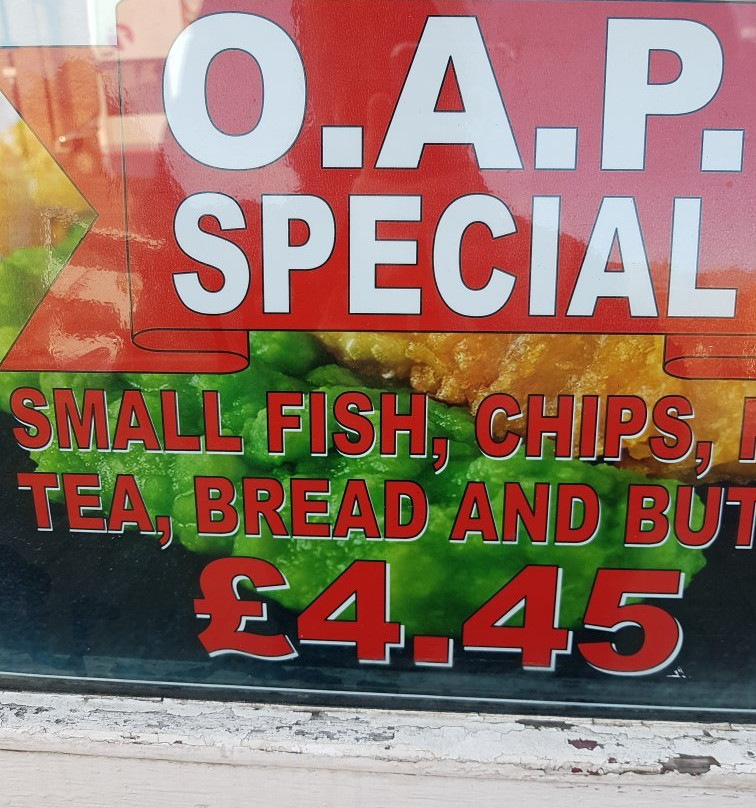 O.A.P.
SPECIAL
SMALL FISH, CHIPS,
TEA, BREAD AND
£4.45